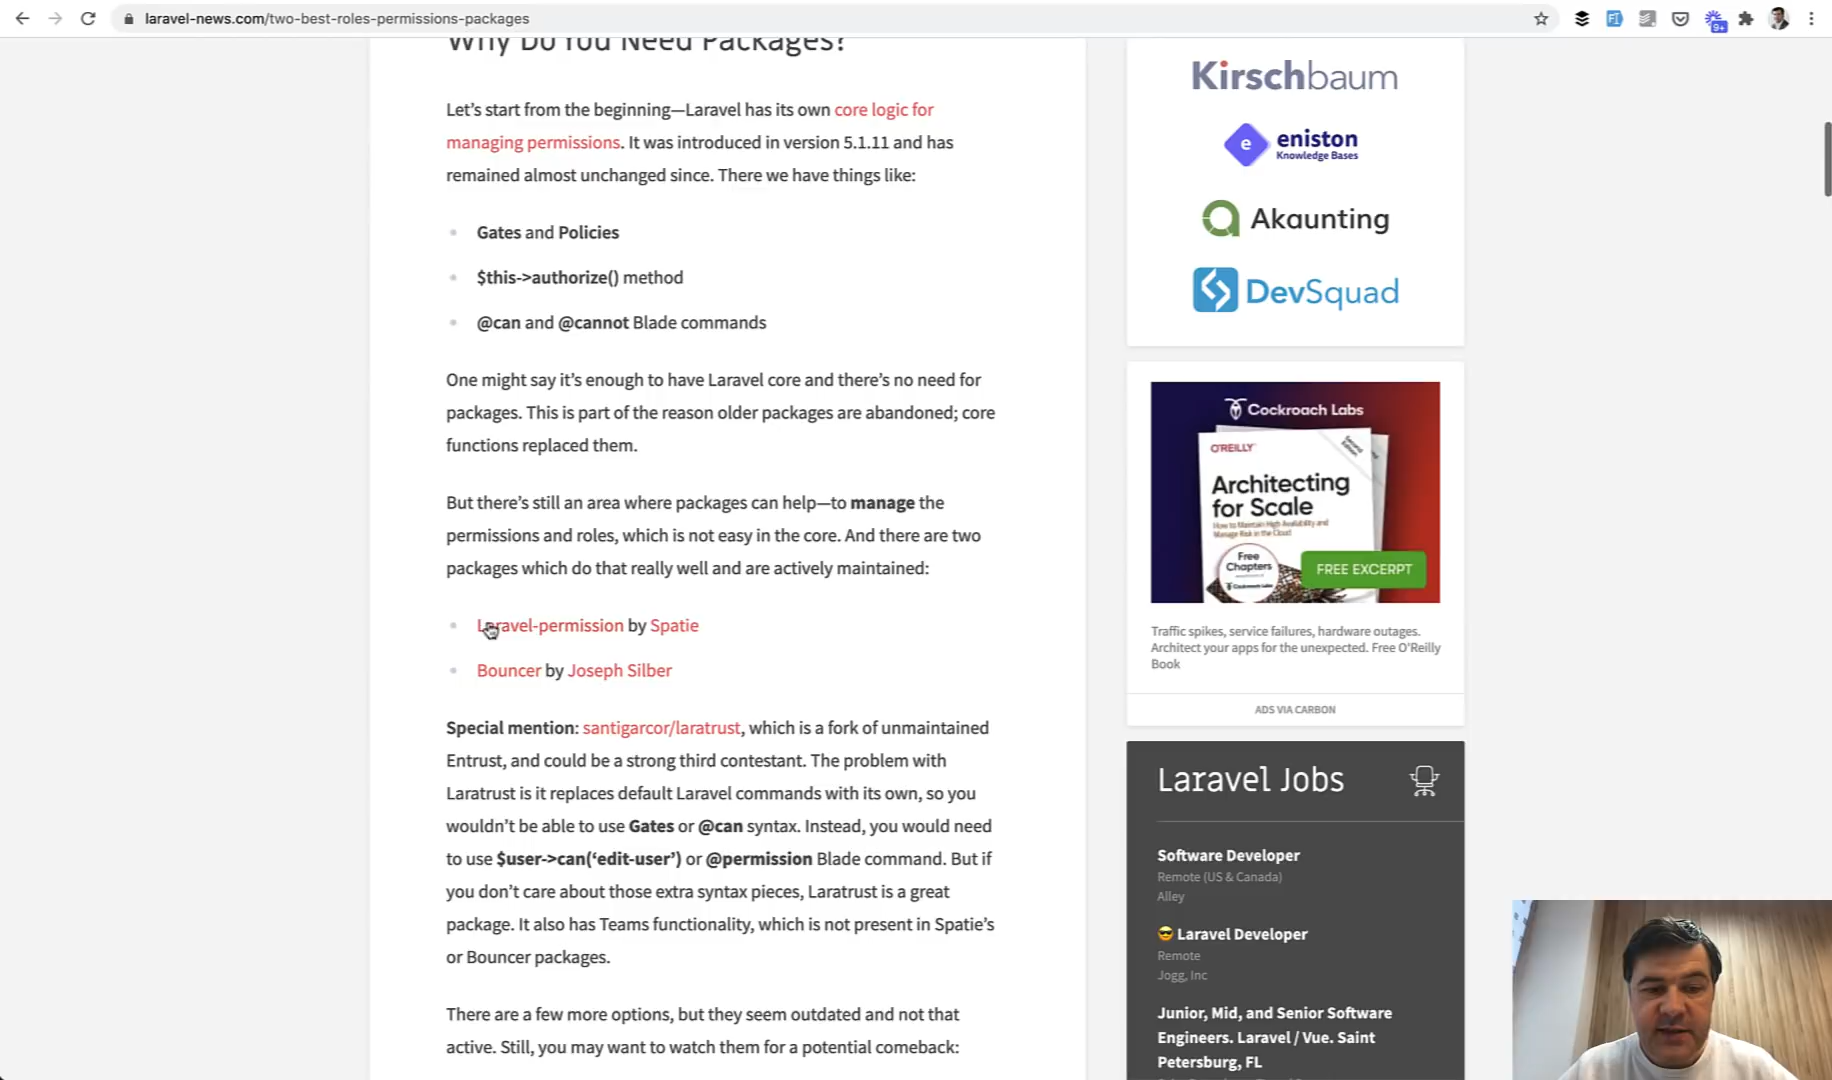 laravel-news.com/two-best-roles-permissions-packages
9+
Why Do You Need Packages?
Let's start from the beginning—Laravel has its own core logic for
managing permissions. It was introduced in version 5.1.11 and has
remained almost unchanged since. There we have things like:
Gates and Policies
$this->authorize() method
@can and @cannot Blade commands
One might say it's enough to have Laravel core and there's no need for
packages. This is part of the reason older packages are abandoned; core
functions replaced them.
But there's still an area where packages can help—to manage the
permissions and roles, which is not easy in the core. And there are two
packages which do that really well and are actively maintained:
Laravel-permission by Spatie
Bouncer by Joseph Silber
Special mention: santigarcor/laratrust, which is a fork of unmaintained
Entrust, and could be a strong third contestant. The problem with
Laratrust is it replaces default Laravel commands with its own, so you
wouldn't be able to use Gates or @can syntax. Instead, you would need
to use $user->can('edit-user') or @permission Blade command. But if
you don't care about those extra syntax pieces, Laratrust is a great
package. It also has Teams functionality, which is not present in Spatie's
or Bouncer packages.
There are a few more options, but they seem outdated and not that
active. Still, you may want to watch them for a potential comeback:
Kirschbaum
e eniston
Knowledge Bases
Akaunting
DevSquad
Cockroach Labs
O'REILLY
Second Edition
Architecting
for Scale
How to Maintain High Availability and
Manage Risk in the Cloud
Free
Chapters
Cockroach Labs
FREE EXCERPT
Traffic spikes, service failures, hardware outages.
Architect your apps for the unexpected. Free O'Reilly
Book
ADS VIA CARBON
Laravel Jobs
Software Developer
Remote (US & Canada)
Alley
😎 Laravel Developer
Remote
Jogg, Inc
Junior, Mid, and Senior Software
Engineers. Laravel / Vue. Saint
Petersburg, FL